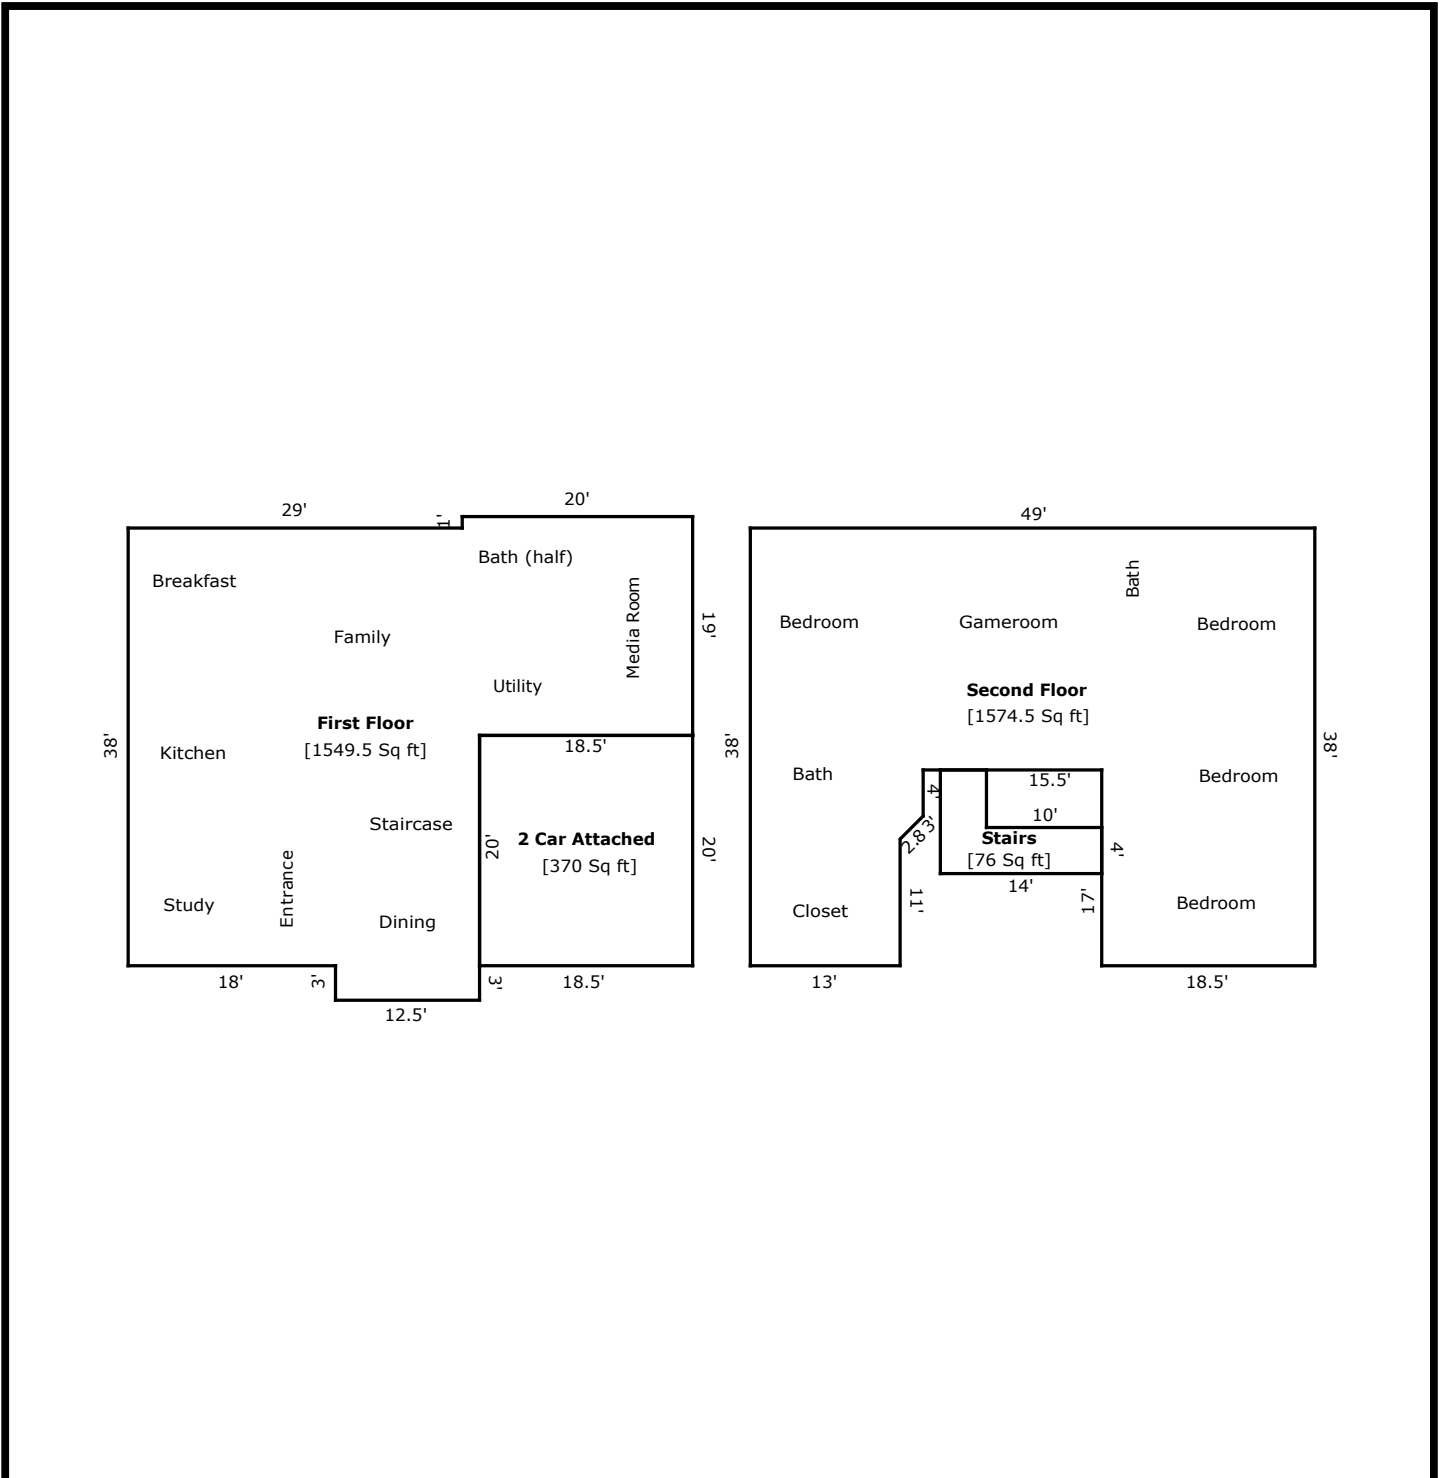 20'
29'
1'
Bath (half)
Breakfast
Media Room
19'
Family
Utility
First Floor
[1549.5 Sq ft]
38'
Kitchen
18.5'
Staircase
20'
2 Car Attached
[370 Sq ft]
20'
Entrance
Study
Dining
18'
3'
3'
18.5'
12.5'
49'
Bath
Bedroom
Gameroom
Bedroom
Second Floor
[1574.5 Sq ft]
38'
38'
Bath
4'
15.5'
Bedroom
10'
2.83'
Stairs
[76 Sq ft]
4'
14'
11'
17'
Closet
Bedroom
13'
18.5'